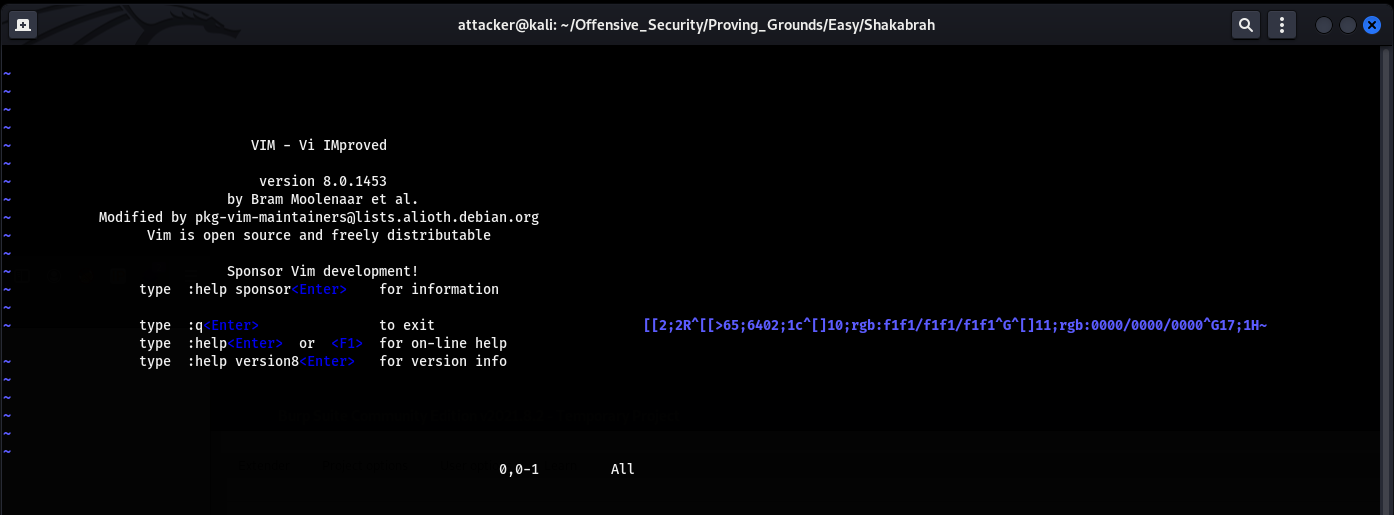 attacker@kali: ~/Offensive_Security/Proving_Grounds/Easy/Shakabrah
~
~
~
~
~ VIM - Vi IMproved
~
~ version 8.0.1453
~ by Bram Moolenaar et al.
~ Modified by pkg-vim-maintainers@lists.alioth.debian.org
~ Vim is open source and freely distributable
~
~ Sponsor Vim development!
~ type :help sponsor<Enter> for information
~
~ type :q<Enter> to exit [[2;2R^[[>65;6402;1c^[]10;rgb:f1f1/f1f1/f1f1^G^[]11;rgb:0000/0000/0000^G17;1H~
type :help<Enter> or <F1> for on-line help
~ type :help version8<Enter> for version info
~
~
~
~
~
0,0-1 All